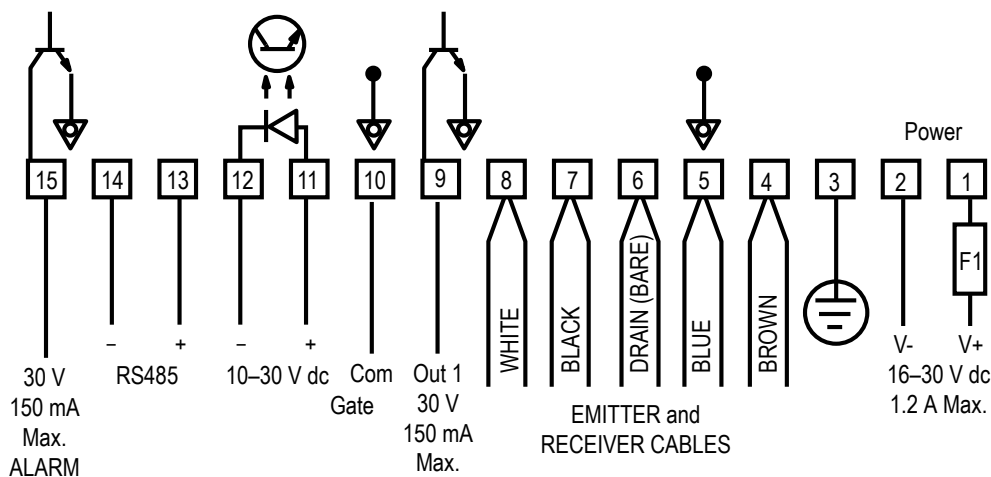 Power
15 14 13 12 11 10 9 8 7 6 5 4 3 2 1
F1
WHITE
BLACK
DRAIN (BARE)
BLUE
BROWN
– + – + V- V+
30 V RS485 10–30 V dc Com Out 1 16–30 V dc
150 mA Gate 30 V 1.2 A Max.
Max. 150 mA
ALARM Max.
EMITTER and
RECEIVER CABLES